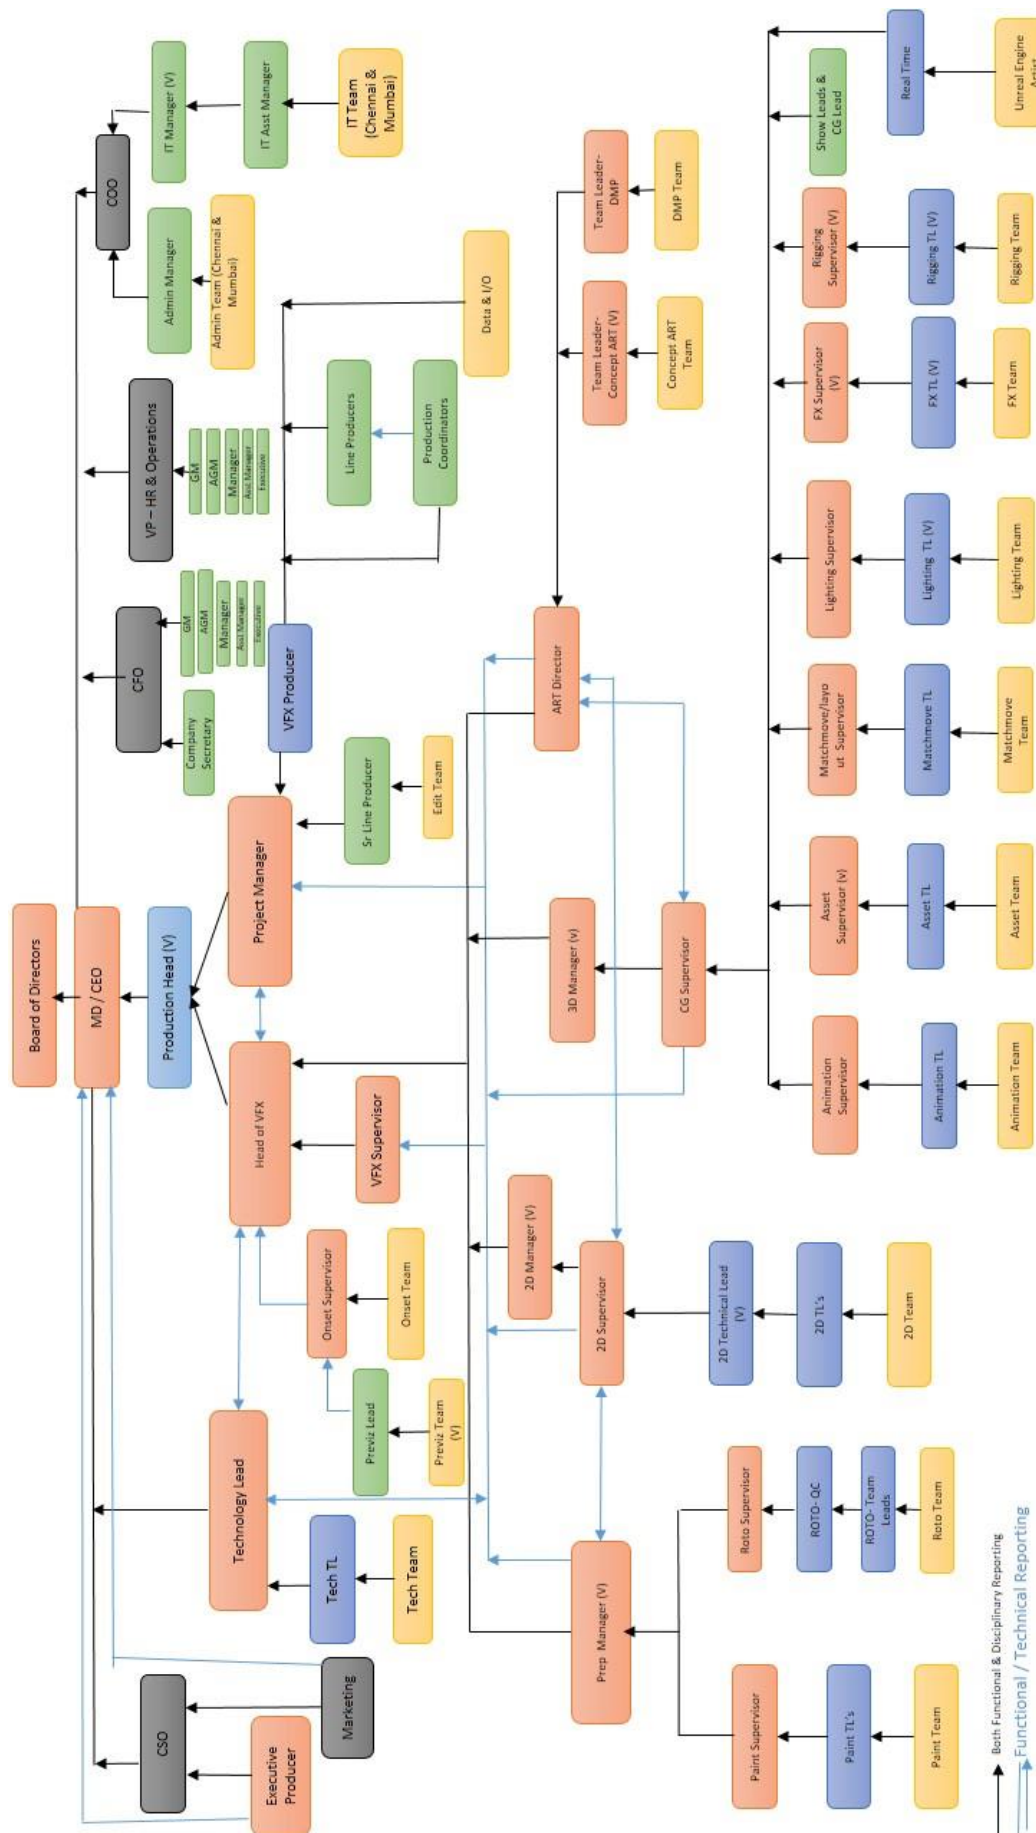 Board of Directors
MD / CEO
Production Head (V)
CSO
Executive
Producer
Marketing
Technology Lead
Tech TL
Tech Team
Head of VFX
VFX Supervisor
Onset Supervisor
Onset Team
Previz Lead
Previz Team
(V)
Project Manager
Sr Line Producer
Edit Team
VFX Producer
CFO
Company
Secretary
GM
AGM
Manager
Asst Manager
Executive
VP – HR & Operations
GM
AGM
Manager
Asst Manager
Executive
COO
Admin Manager
Admin Team (Chennai &
Mumbai)
IT Manager (V)
IT Asst Manager
IT Team
(Chennai &
Mumbai)
Line Producers
Production
Coordinators
Data & I/O
Prep Manager (V)
2D Manager (V)
2D Supervisor
3D Manager (v)
CG Supervisor
ART Director
Team Leader-
Concept ART (V)
Concept ART
Team
Team Leader-
DMP
DMP Team
Paint Supervisor
Paint TL's
Paint Team
Roto Supervisor
ROTO- QC
ROTO- Team
Leads
Roto Team
2D Technical Lead
(V)
2D TL's
2D Team
Animation
Supervisor
Animation TL
Animation Team
Asset
Supervisor (v)
Asset TL
Asset Team
Matchmove/layo
ut Supervisor
Matchmove TL
Matchmove
Team
Lighting Supervisor
Lighting TL (V)
Lighting Team
FX Supervisor
(V)
FX TL (V)
FX Team
Rigging
Supervisor (V)
Rigging TL (V)
Rigging Team
Show Leads &
CG Lead
Real Time
Unreal Engine
Artist
Both Functional & Disciplinary Reporting
Functional / Technical Reporting